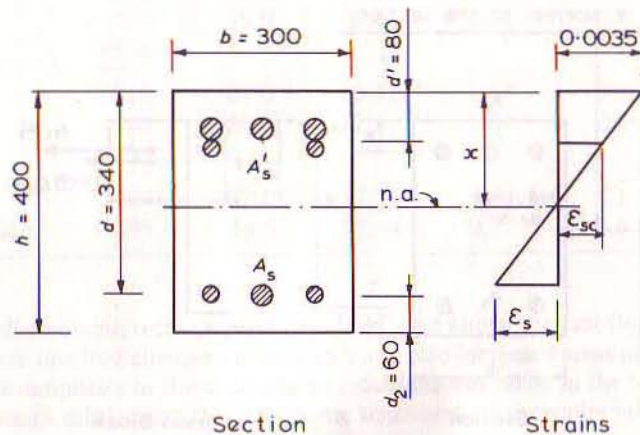 b = 300
d' = 80
0·0035
h = 400
d = 340
A's
x
n.a.
εsc
As
εs
d2 = 60
Section
Strains